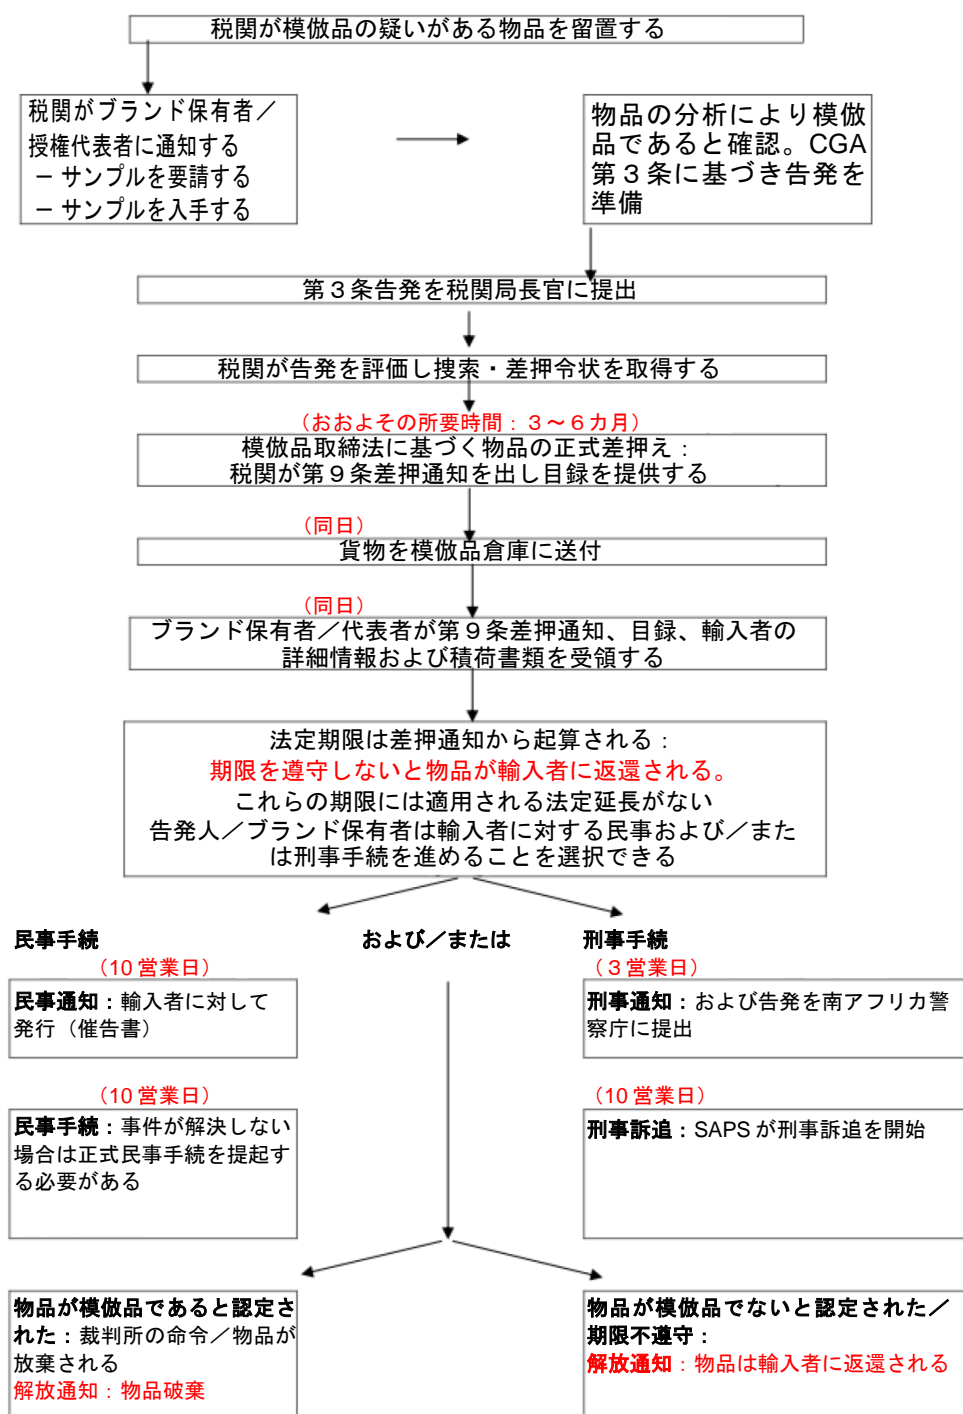 税関が模倣品の疑いがある物品を留置する
税関がブランド保有者／
授権代表者に通知する
－ サンプルを要請する
－ サンプルを入手する
物品の分析により模倣
品であると確認。CGA
第３条に基づき告発を
準備
第３条告発を税関局長官に提出
税関が告発を評価し捜索・差押令状を取得する
（おおよその所要時間：３～６カ月）
模倣品取締法に基づく物品の正式差押え：
税関が第９条差押通知を出し目録を提供する
（同日）
貨物を模倣品倉庫に送付
（同日）
ブランド保有者／代表者が第９条差押通知、目録、輸入者の
詳細情報および積荷書類を受領する
法定期限は差押通知から起算される：
期限を遵守しないと物品が輸入者に返還される。
これらの期限には適用される法定延長がない
告発人／ブランド保有者は輸入者に対する民事および／また
は刑事手続を進めることを選択できる
民事手続
および／または
刑事手続
（10 営業日）
民事通知：輸入者に対して
発行（催告書）
（３営業日）
刑事通知：および告発を南アフリカ警
察庁に提出
（10 営業日）
民事手続：事件が解決しない
場合は正式民事手続を提起す
る必要がある
（10 営業日）
刑事訴追：SAPS が刑事訴追を開始
物品が模倣品であると認定さ
れた：裁判所の命令／物品が
放棄される
解放通知：物品破棄
物品が模倣品でないと認定された／
期限不遵守：
解放通知：物品は輸入者に返還される